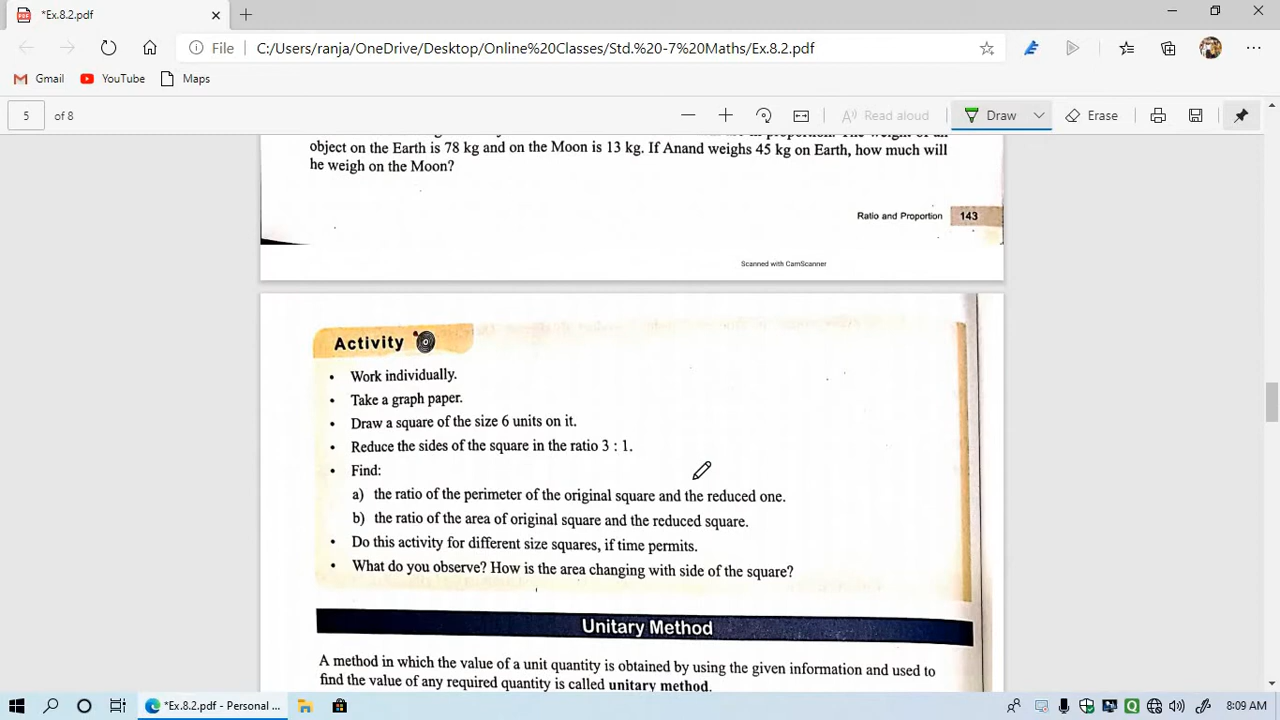 *Ex.8.2.pdf
File C:/Users/ranja/OneDrive/Desktop/Online%20Classes/Std.%20-7%20Maths/Ex.8.2.pdf
Gmail YouTube Maps
5 of 8 Read aloud Draw Erase
object on the Earth is 78 kg and on the Moon is 13 kg. If Anand weighs 45 kg on Earth, how much will
he weigh on the Moon?
Ratio and Proportion 143
Scanned with CamScanner
Activity
• Work individually.
• Take a graph paper.
• Draw a square of the size 6 units on it.
• Reduce the sides of the square in the ratio 3 : 1.
• Find:
a) the ratio of the perimeter of the original square and the reduced one.
b) the ratio of the area of original square and the reduced square.
• Do this activity for different size squares, if time permits.
• What do you observe? How is the area changing with side of the square?
Unitary Method
A method in which the value of a unit quantity is obtained by using the given information and used to
find the value of any required quantity is called unitary method.
*Ex.8.2.pdf - Personal ... 8:09 AM